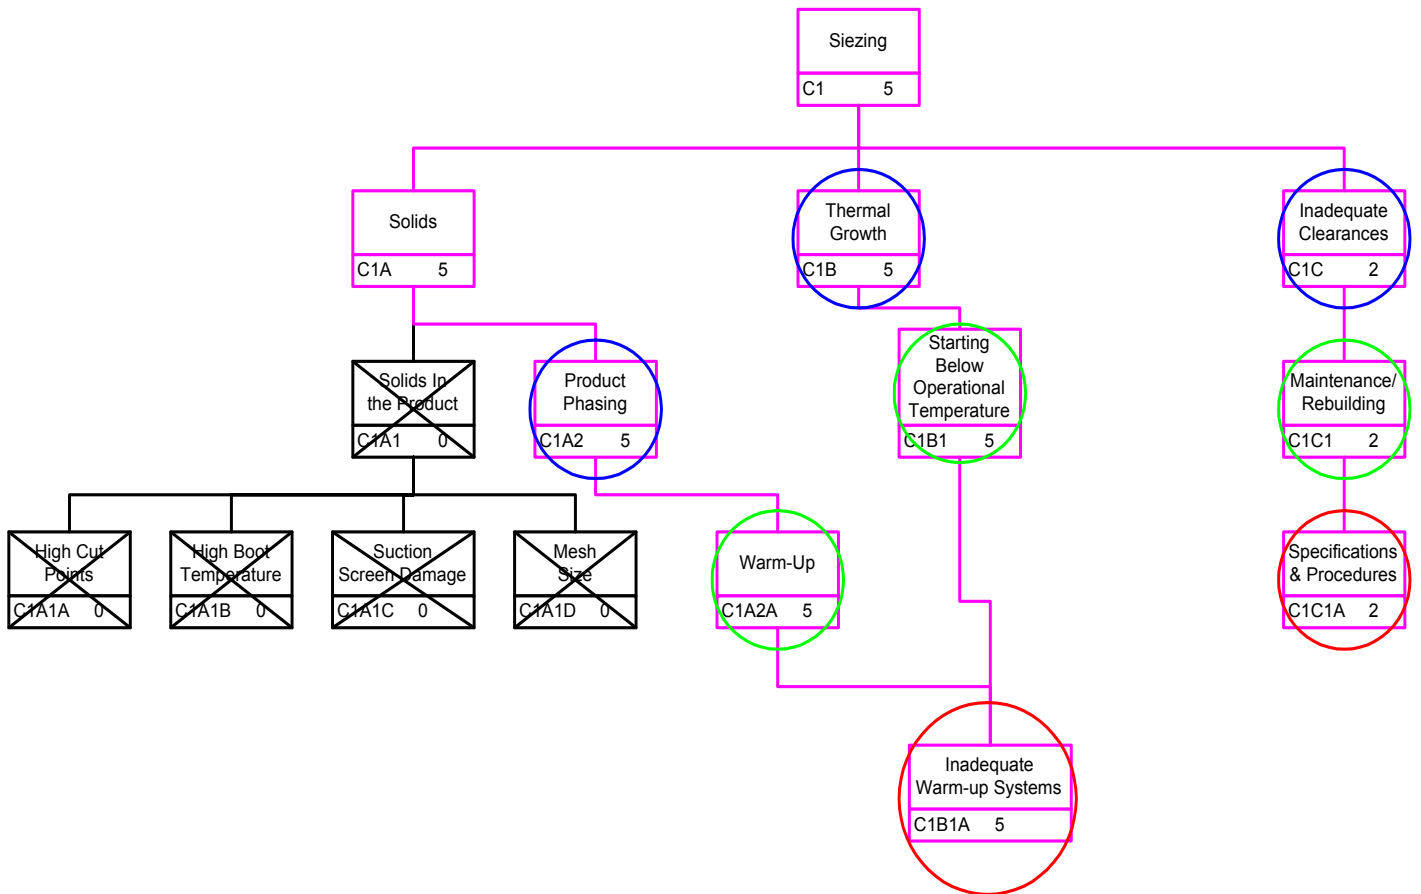 Siezing
C1 5
Solids
C1A 5
Thermal
Growth
C1B 5
Inadequate
Clearances
C1C 2
Solids In
the Product
C1A1 0
Product
Phasing
C1A2 5
Starting
Below
Operational
Temperature
C1B1 5
Maintenance/
Rebuilding
C1C1 2
High Cut
Points
C1A1A 0
High Boot
Temperature
C1A1B 0
Suction
Screen Damage
C1A1C 0
Mesh
Size
C1A1D 0
Warm-Up
C1A2A 5
Specifications
& Procedures
C1C1A 2
Inadequate
Warm-up Systems
C1B1A 5